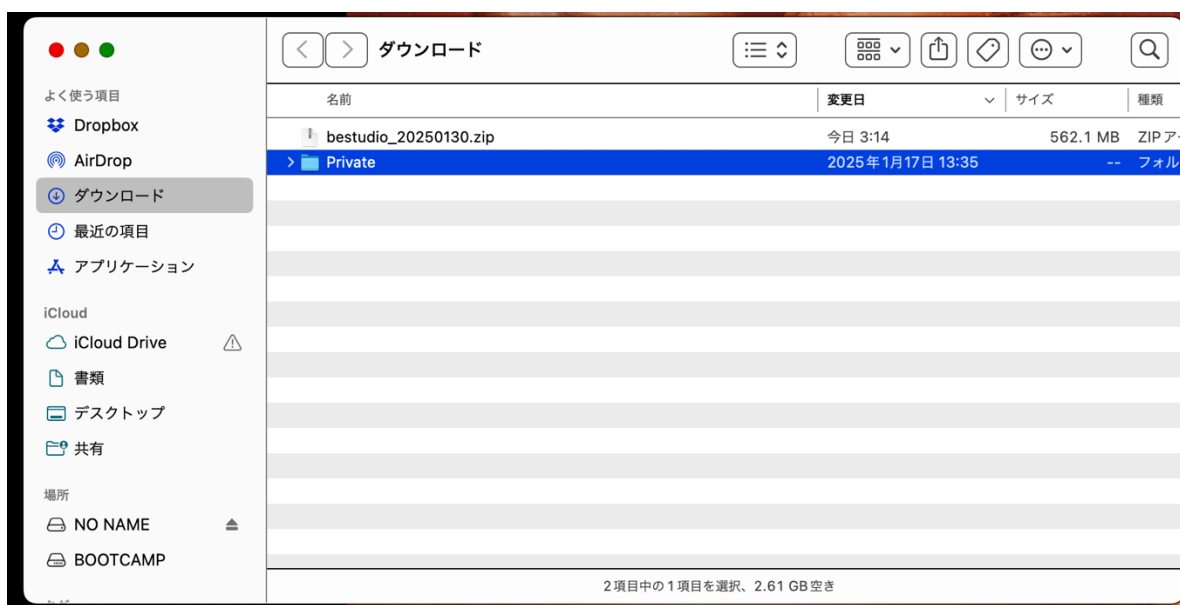 ダウンロード
よく使う項目
Dropbox
AirDrop
ダウンロード
最近の項目
アプリケーション
iCloud
iCloud Drive
書類
デスクトップ
共有
場所
NO NAME
BOOTCAMP
名前 変更日 サイズ 種類
bestudio_20250130.zip 今日 3:14 562.1 MB ZIPア
Private 2025年1月17日 13:35 -- フォル
2項目中の1項目を選択、2.61 GB空き